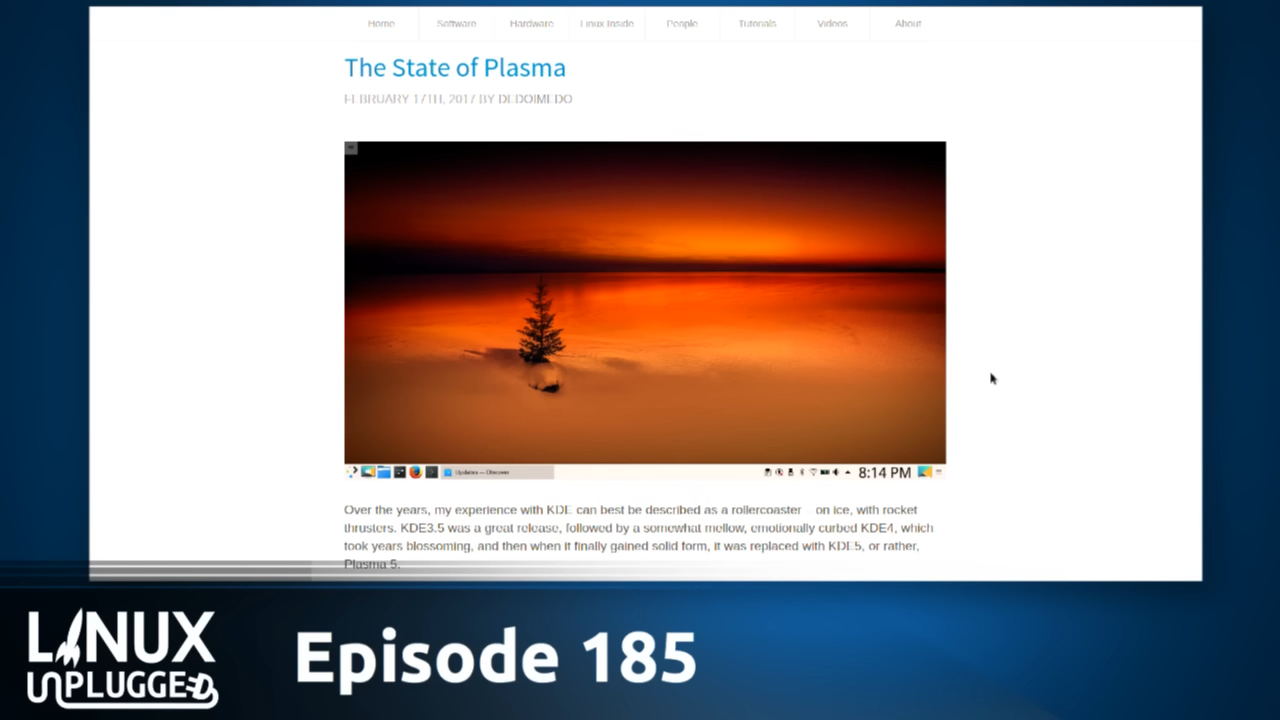 Home Software Hardware Linux Inside People Tutorials Videos About
The State of Plasma
FEBRUARY 17TH, 2017 BY DEDOIMEDO
Updates — Discover
8:14 PM
Over the years, my experience with KDE can best be described as a rollercoaster on ice, with rocket
thrusters. KDE3.5 was a great release, followed by a somewhat mellow, emotionally curbed KDE4, which
took years blossoming, and then when it finally gained solid form, it was replaced with KDE5, or rather,
Plasma 5.
LINUX
UNPLUGGED
Episode 185